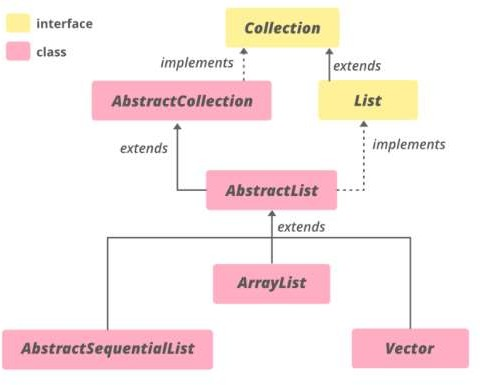 interface
class
Collection
implements
extends
AbstractCollection
List
extends
implements
AbstractList
extends
ArrayList
AbstractSequentialList
Vector